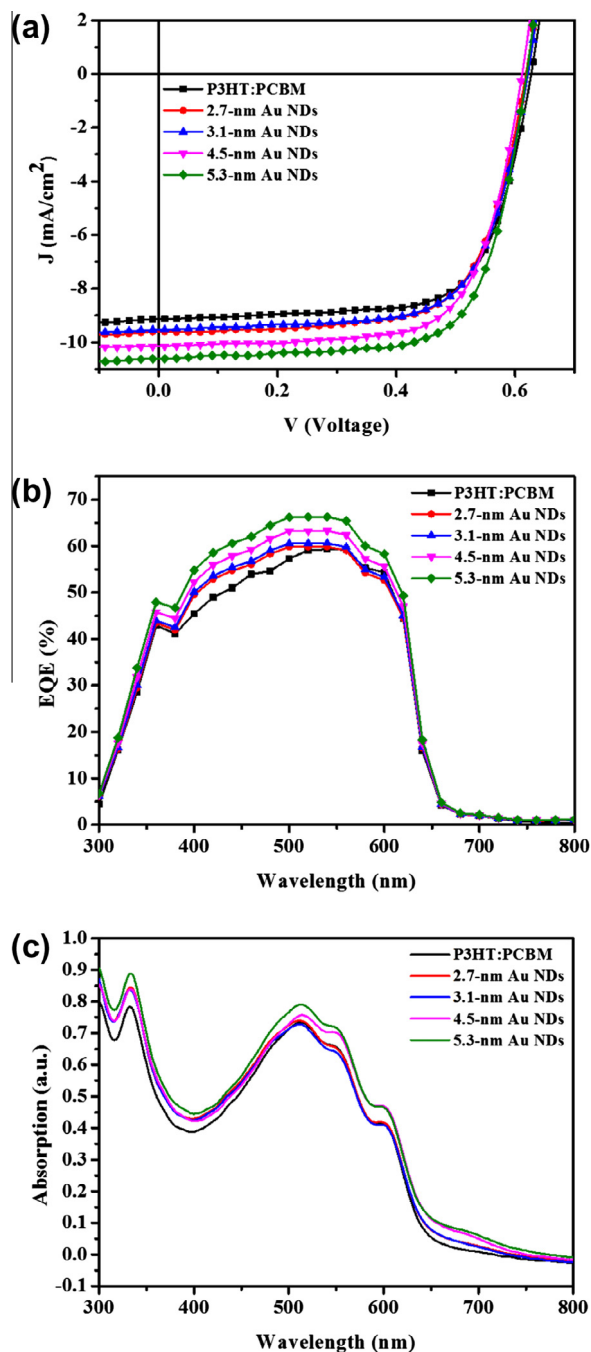 (a)
2
0
-2
-4
-6
-8
-10
J (mA/cm²)
P3HT:PCBM
2.7-nm Au NDs
3.1-nm Au NDs
4.5-nm Au NDs
5.3-nm Au NDs
0.0 0.2 0.4 0.6
V (Voltage)
(b)
70
60
50
40
30
20
10
0
EQE (%)
P3HT:PCBM
2.7-nm Au NDs
3.1-nm Au NDs
4.5-nm Au NDs
5.3-nm Au NDs
300 400 500 600 700 800
Wavelength (nm)
(c)
1.0
0.9
0.8
0.7
0.6
0.5
0.4
0.3
0.2
0.1
0.0
-0.1
Absorption (a.u.)
P3HT:PCBM
2.7-nm Au NDs
3.1-nm Au NDs
4.5-nm Au NDs
5.3-nm Au NDs
300 400 500 600 700 800
Wavelength (nm)